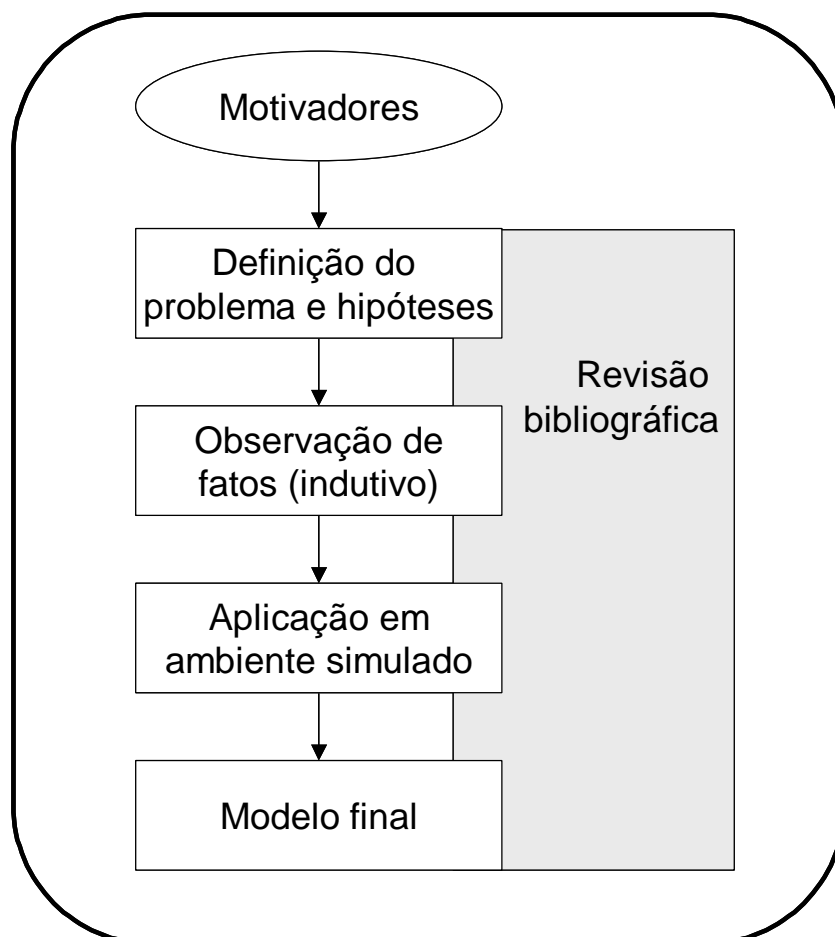 Motivadores
Definição do
problema e hipóteses
Revisão
bibliográfica
Observação de
fatos (indutivo)
Aplicação em
ambiente simulado
Modelo final